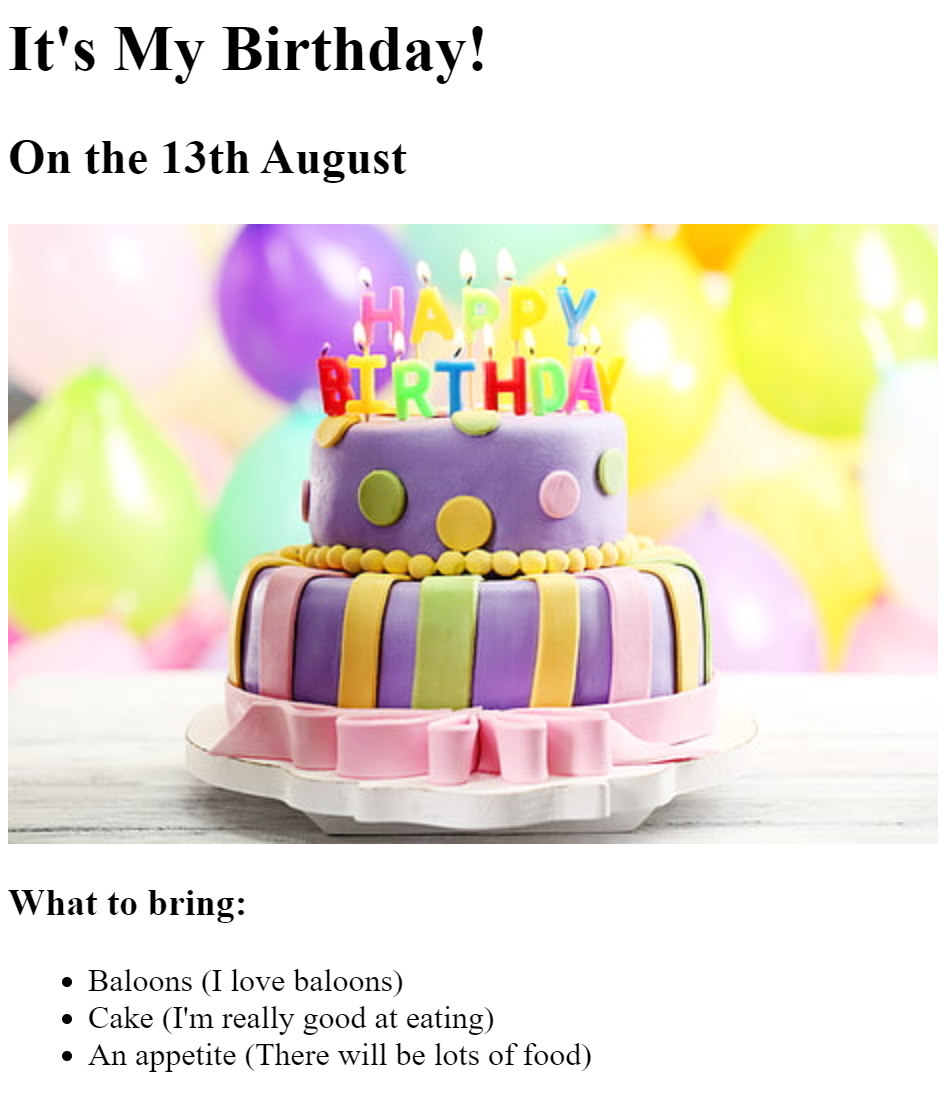 It's My Birthday!
On the 13th August
HAPPY
BIRTHDAY
What to bring:
Baloons (I love baloons)
Cake (I'm really good at eating)
An appetite (There will be lots of food)